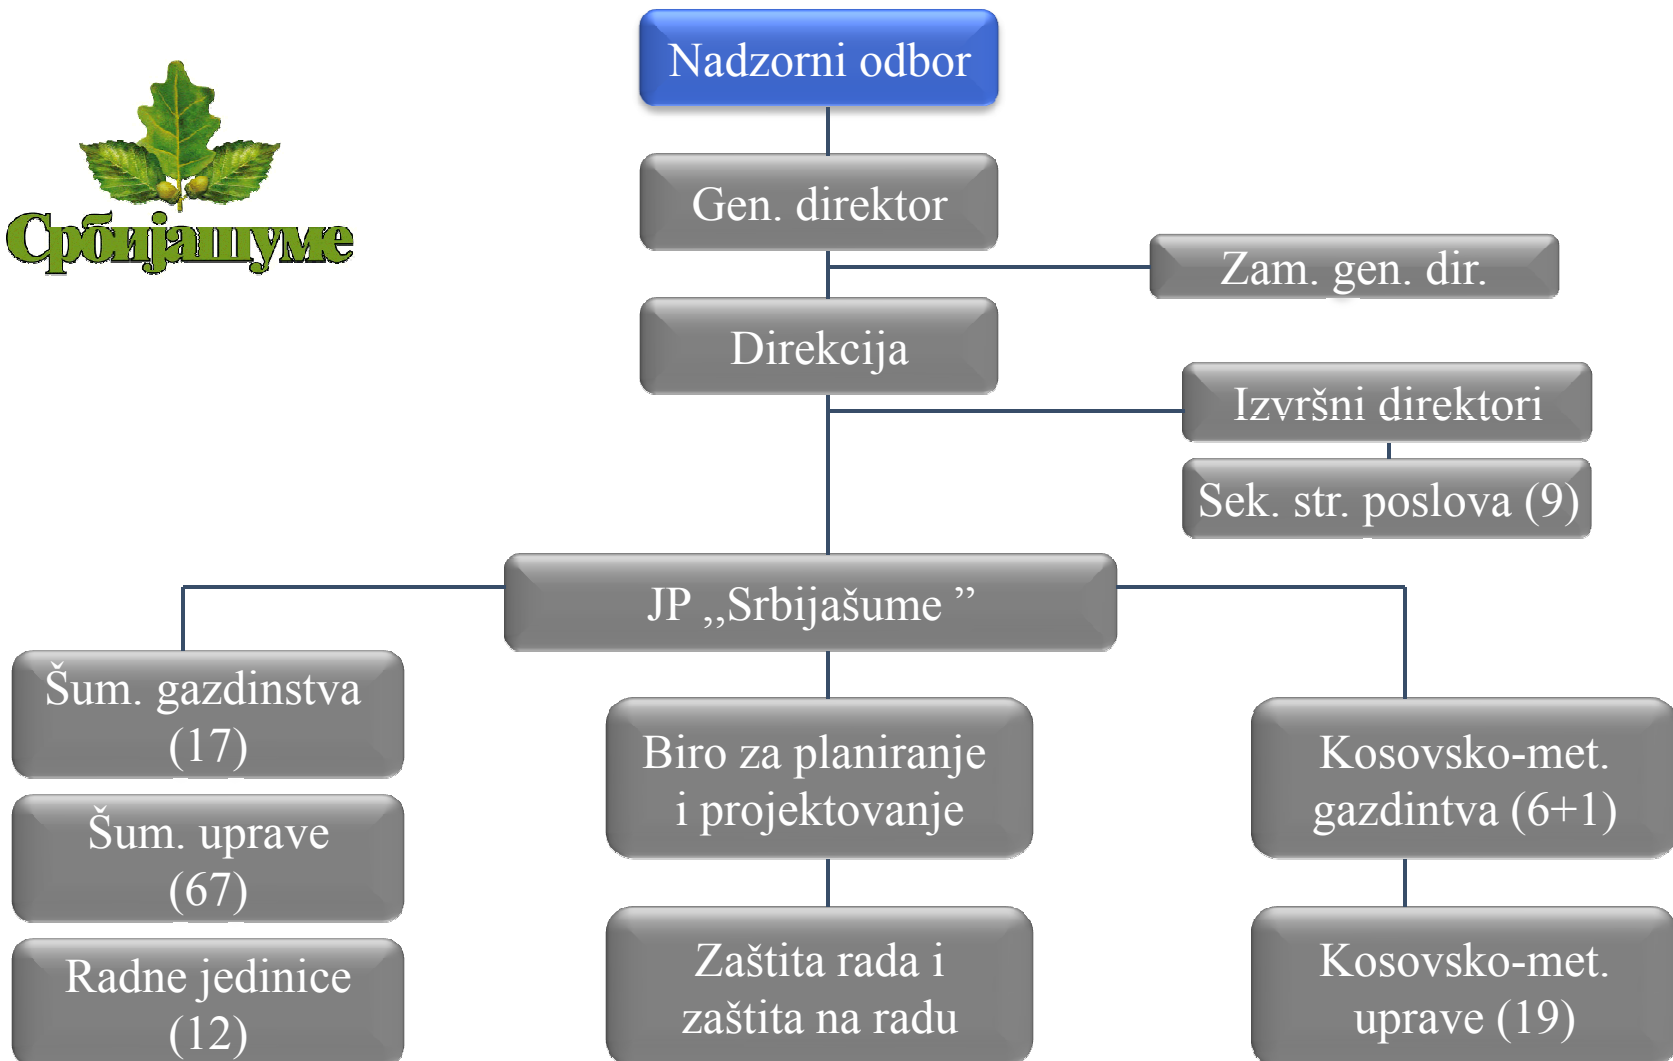 Nadzorni odbor
Србијашуме
Gen. direktor
Zam. gen. dir.
Direkcija
Izvršni direktori
Sek. str. poslova (9)
JP ,,Srbijašume ”
Šum. gazdinstva
(17)
Šum. uprave
(67)
Radne jedinice
(12)
Biro za planiranje
i projektovanje
Zaštita rada i
zaštita na radu
Kosovsko-met.
gazdintva (6+1)
Kosovsko-met.
uprave (19)